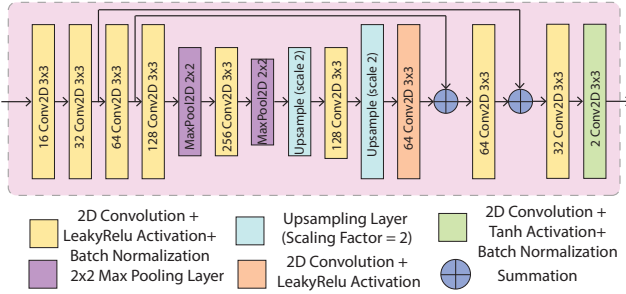 16 Conv2D 3x3
32 Conv2D 3x3
64 Conv2D 3x3
128 Conv2D 3x3
MaxPool2D 2x2
256 Conv2D 3x3
MaxPool2D 2x2
Upsample (scale 2)
128 Conv2D 3x3
Upsample (scale 2)
64 Conv2D 3x3
64 Conv2D 3x3
32 Conv2D 3x3
2 Conv2D 3x3
2D Convolution +
LeakyRelu Activation+
Batch Normalization
2x2 Max Pooling Layer
Upsampling Layer
(Scaling Factor = 2)
2D Convolution +
LeakyRelu Activation
2D Convolution +
Tanh Activation+
Batch Normalization
Summation